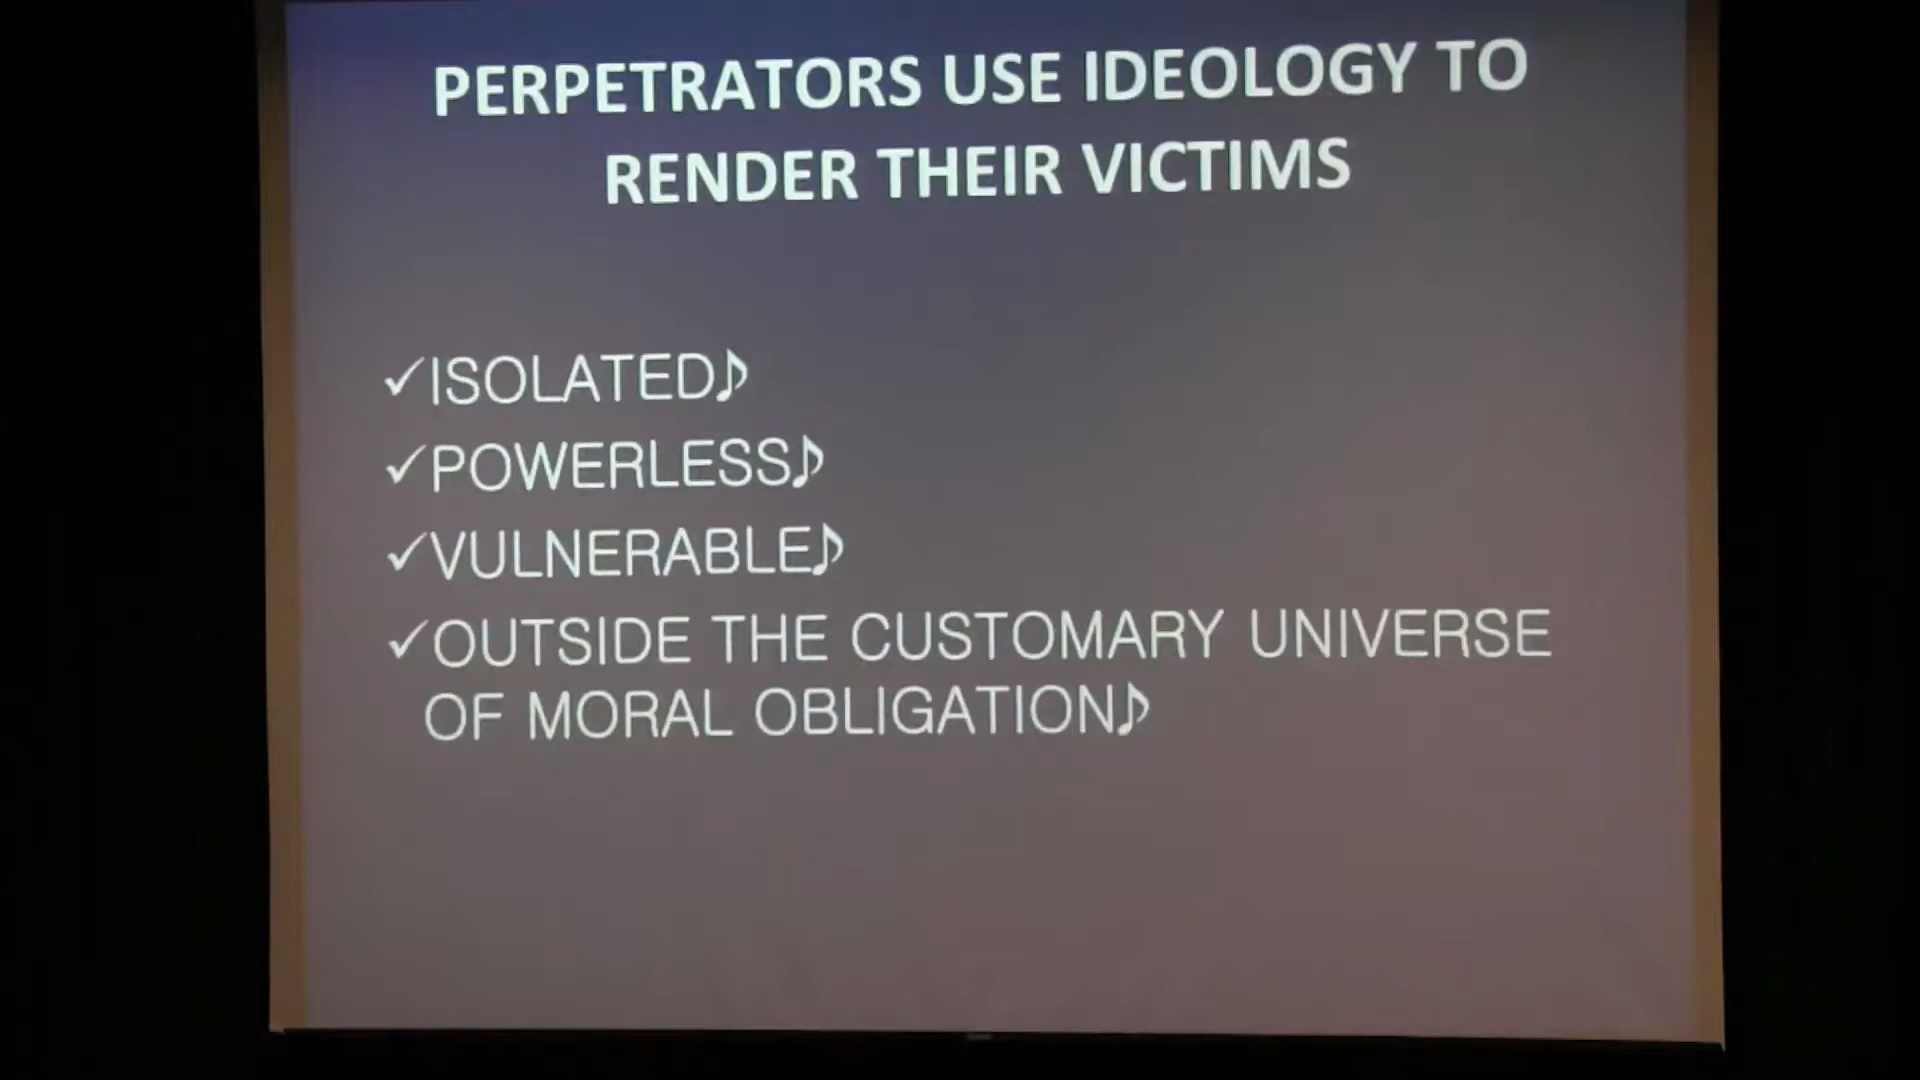 PERPETRATORS USE IDEOLOGY TO
RENDER THEIR VICTIMS
✓ISOLATED♪
✓POWERLESS♪
✓VULNERABLE♪
✓OUTSIDE THE CUSTOMARY UNIVERSE
OF MORAL OBLIGATION♪